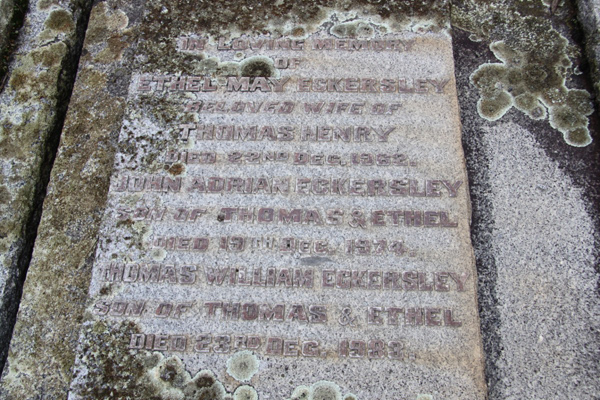 IN LOVING MEMORY
OF
ETHEL MAY ECKERSLEY
BELOVED WIFE OF
THOMAS HENRY
DIED 22ND DEC.
JOHN ADRIAN ECKERSLEY
SON OF THOMAS & ETHEL
DIED DEC.
THOMAS WILLIAM ECKERSLEY
SON OF THOMAS & ETHEL
DIED 23RD DEC.